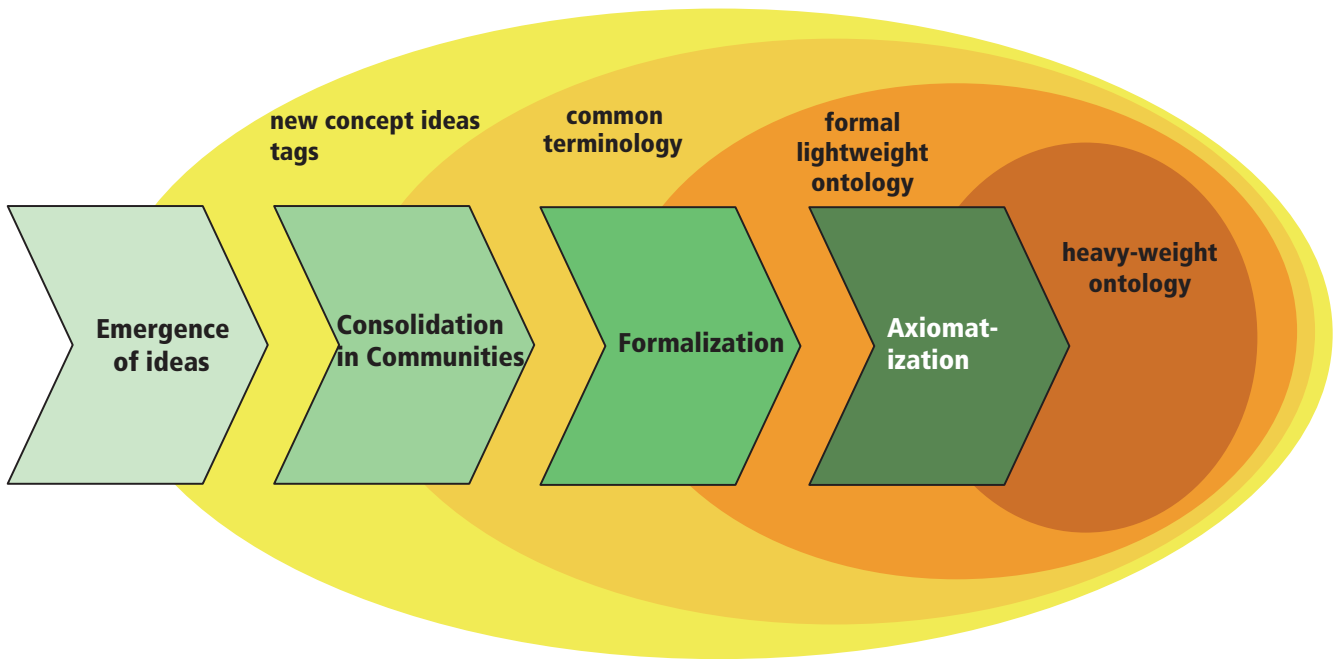 new concept ideas
tags
common
terminology
formal
lightweight
ontology
heavy-weight
ontology
Emergence
of ideas
Consolidation
in Communities
Formalization
Axiomat-
ization